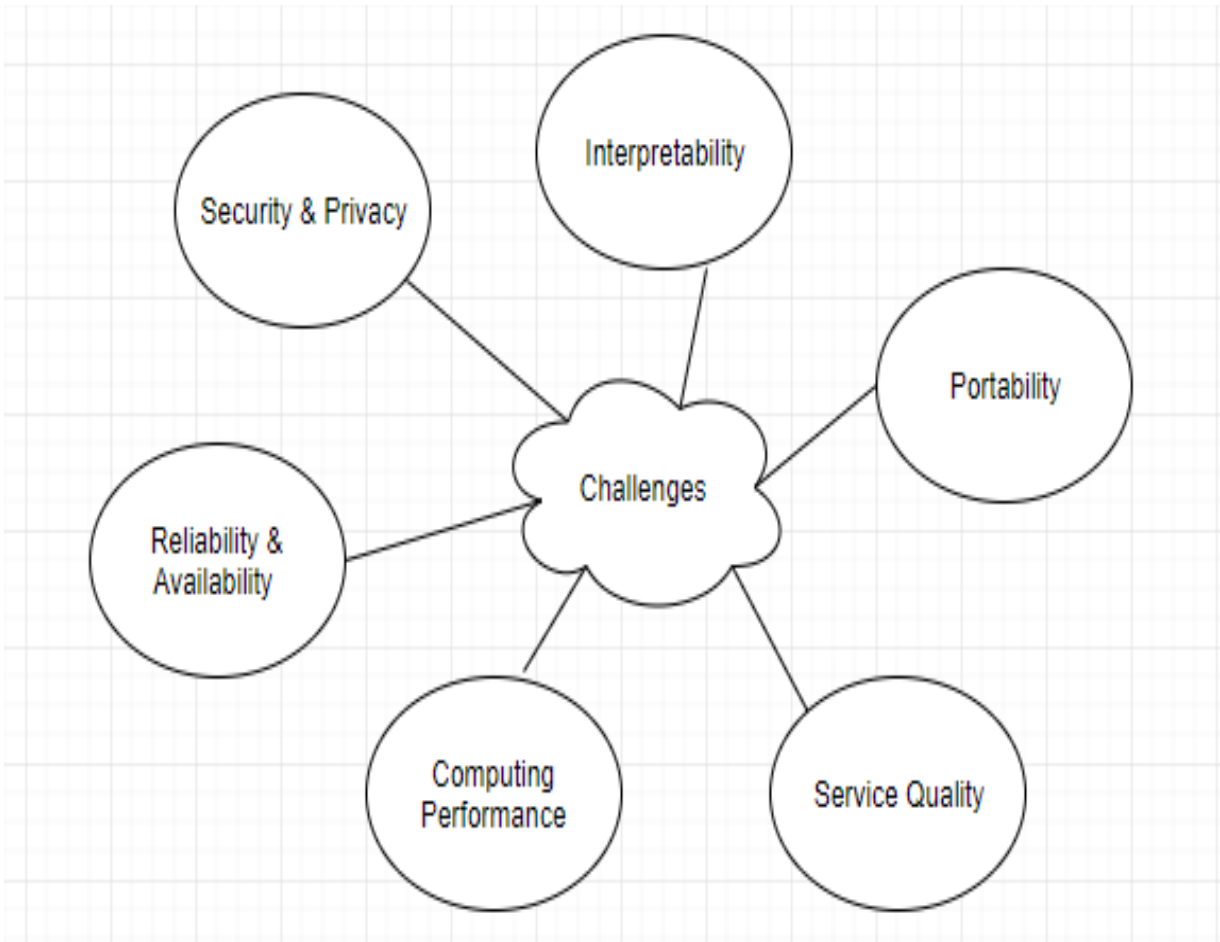 Interpretability
Security & Privacy
Portability
Challenges
Reliability &
Availability
Computing
Performance
Service Quality